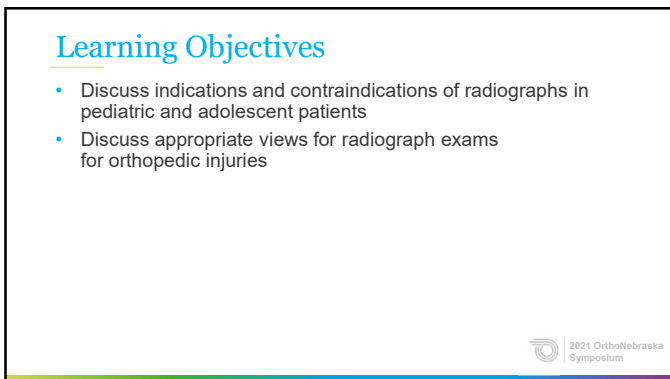 Learning Objectives
• Discuss indications and contraindications of radiographs in
pediatric and adolescent patients
• Discuss appropriate views for radiograph exams
for orthopedic injuries
2021 OrthoNebraska
Symposium